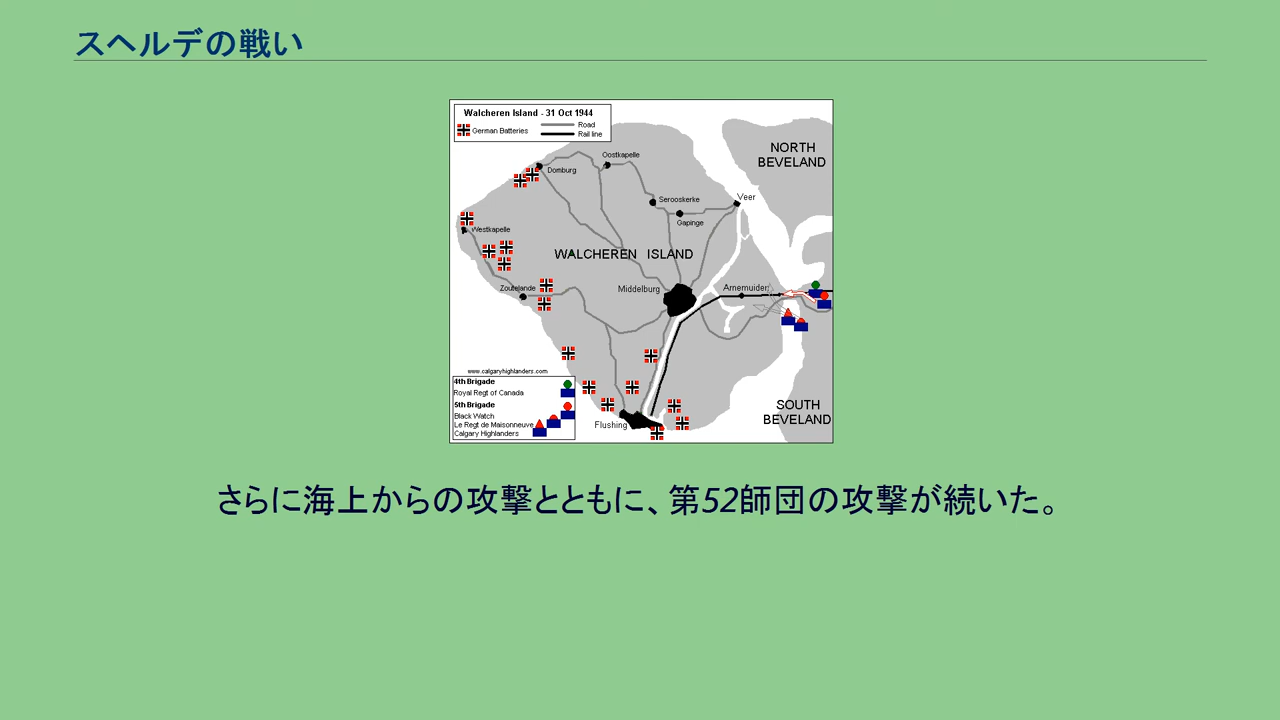 スヘルデの戦い
Walcheren Island - 31 Oct 1944
German Batteries
Road
Rail line
NORTH
BEVELAND
Oostkapelle
Domburg
Serooskerke
Veer
Gapinge
Westkapelle
WALCHEREN ISLAND
Zoutelande
Middelburg
Arnemuiden
www.calgaryhighlanders.com
4th Brigade
Royal Regt of Canada
5th Brigade
Black Watch
Le Regt de Maisonneuve
Calgary Highlanders
Flushing
SOUTH
BEVELAND
さらに海上からの攻撃とともに、第52師団の攻撃が続いた。